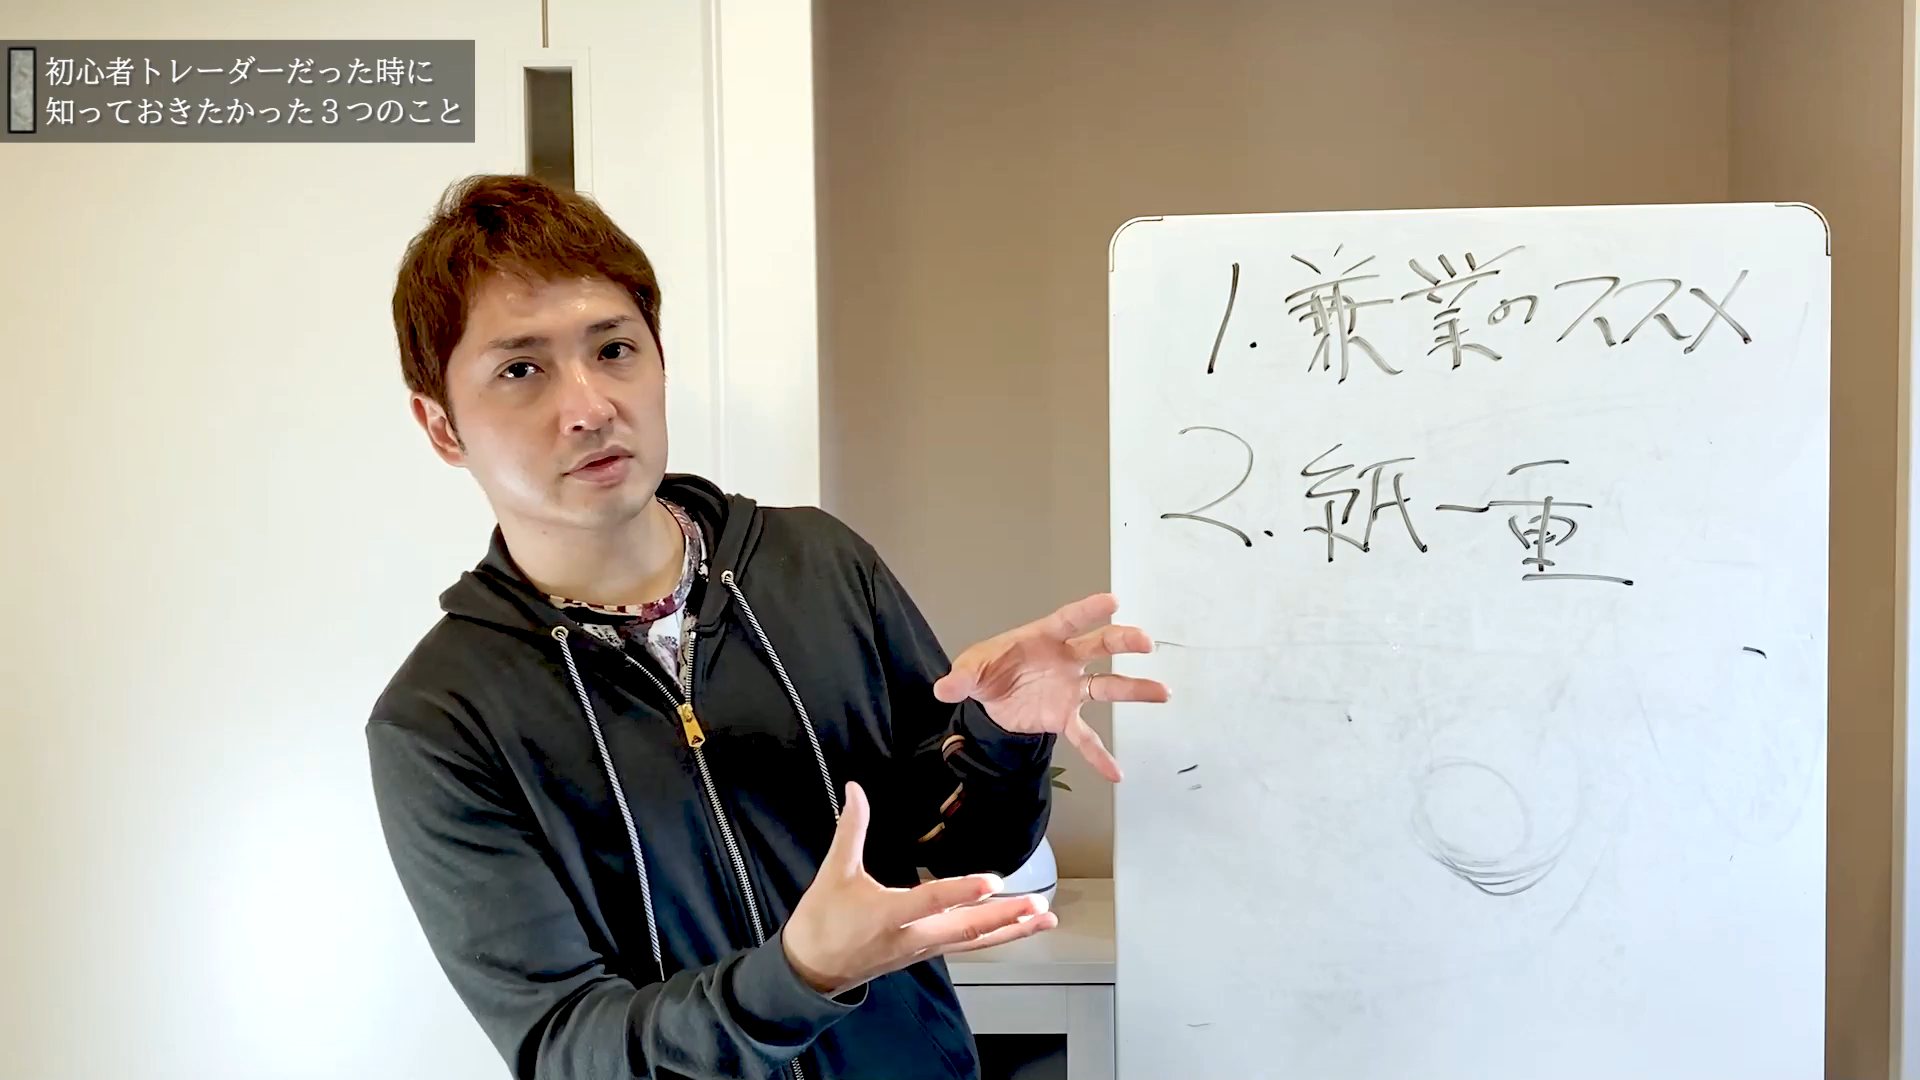 初心者トレーダーだった時に
知っておきたかった３つのこと
1. 兼業のススメ
2. 紙一重